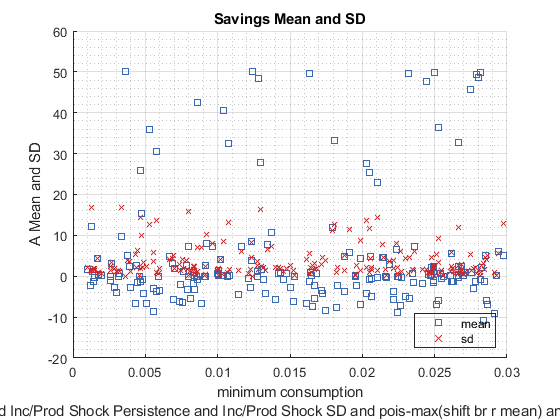 Savings Mean and SD
60
50
40
30
20
10
0
-10
-20
A Mean and SD
mean
sd
0
0.005
0.01
0.015
0.02
0.025
0.03
minimum consumption
d Inc/Prod Shock Persistence and Inc/Prod Shock SD and pois-max(shift br r mean) ar